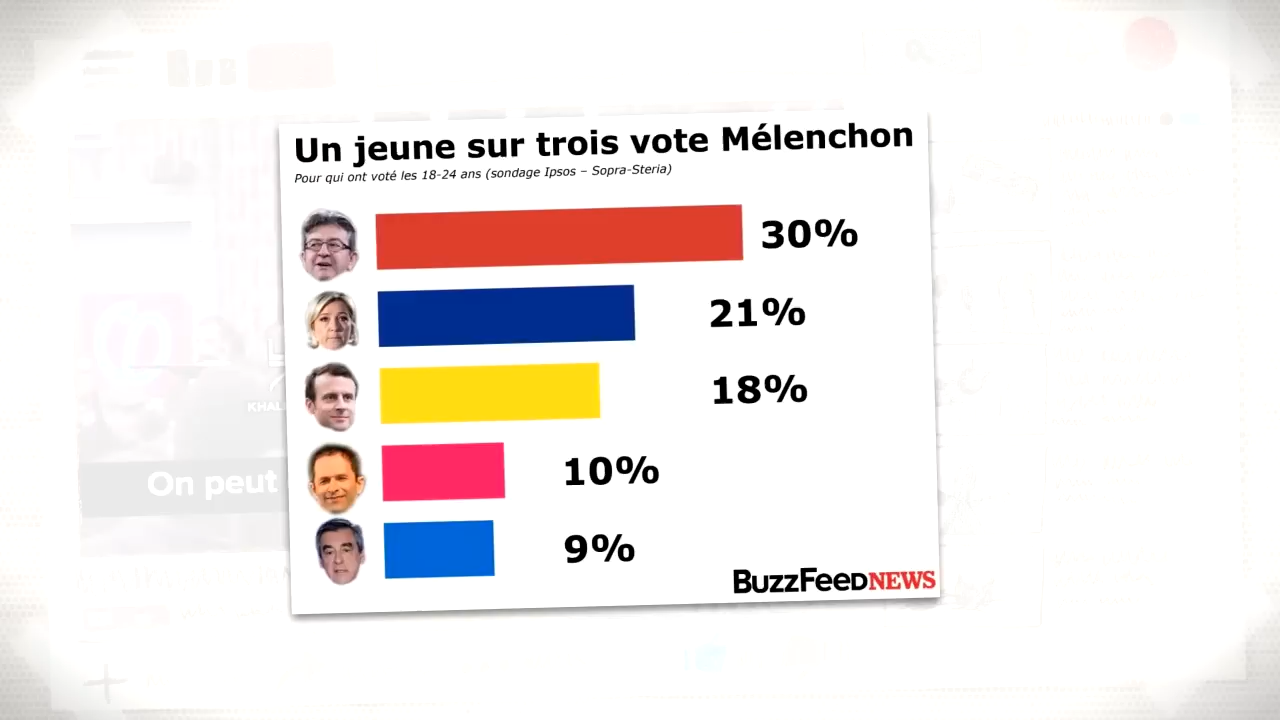 Un jeune sur trois vote Mélenchon
Pour qui ont voté les 18-24 ans (sondage Ipsos – Sopra-Steria)
30%
21%
18%
10%
9%
On peut
BuzzFeedNEWS